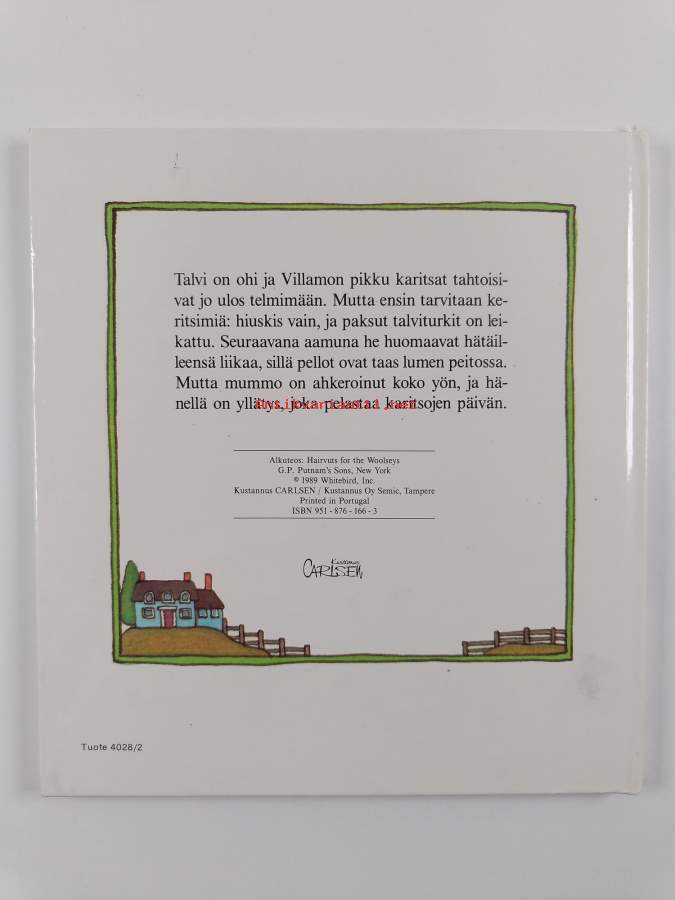 Talvi on ohi ja Villamon pikku karitsat tahtoisi-
vat jo ulos telmimään. Mutta ensin tarvitaan ke-
ritsimiä: hiuskis vain, ja paksut talviturkit on lei-
kattu. Seuraavana aamuna he huomaavat hätäil-
leensä liikaa, sillä pellot ovat taas lumen peitossa.
Mutta mummo on ahkeroinut koko yön, ja hä-
nellä on yllätys, joka pelastaa karitsojen päivän.
Antikvariaatti.net
Alkuteos: Hairvuts for the Woolseys
G.P. Putnam's Sons, New York
© 1989 Whitebird, Inc.
Kustannus CARLSEN / Kustannus Oy Semic, Tampere
Printed in Portugal
ISBN 951 - 876 - 166 - 3
Kustannus
CARLSEN
Tuote 4028/2